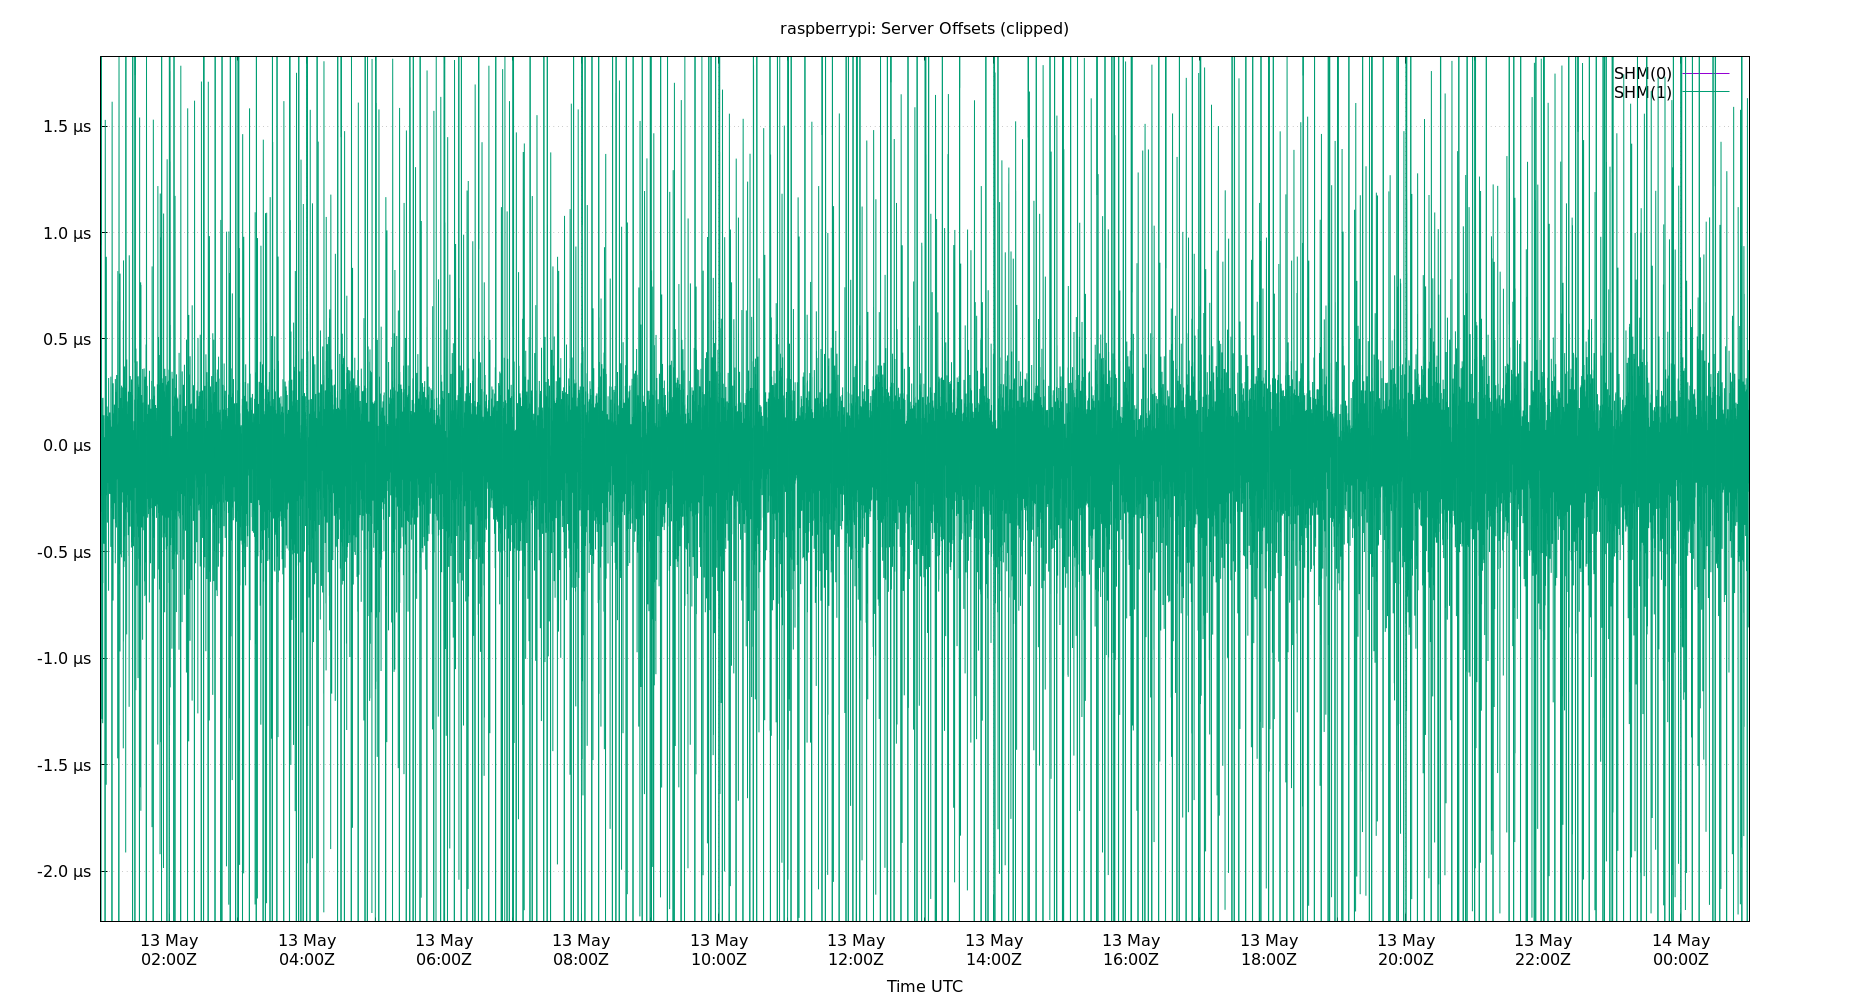 raspberrypi: Server Offsets (clipped)
SHM(0)
SHM(1)
1.5 µs
1.0 µs
0.5 µs
0.0 µs
-0.5 µs
-1.0 µs
-1.5 µs
-2.0 µs
13 May 13 May 13 May 13 May 13 May 13 May 13 May 13 May 13 May 13 May 13 May 14 May
02:00Z 04:00Z 06:00Z 08:00Z 10:00Z 12:00Z 14:00Z 16:00Z 18:00Z 20:00Z 22:00Z 00:00Z
Time UTC